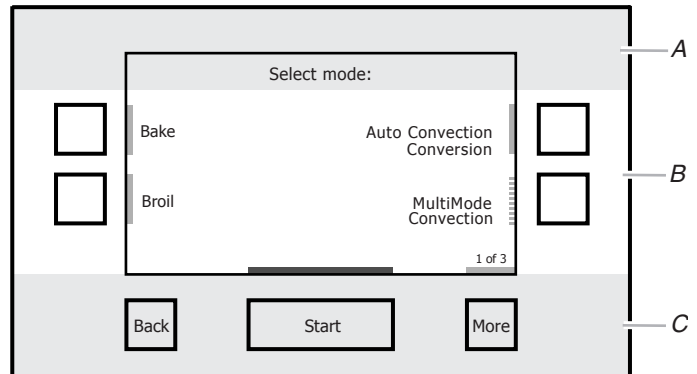 Select mode:
A
Bake
Auto Convection
Conversion
B
Broil
MultiMode
Convection
1 of 3
Back
Start
More
C